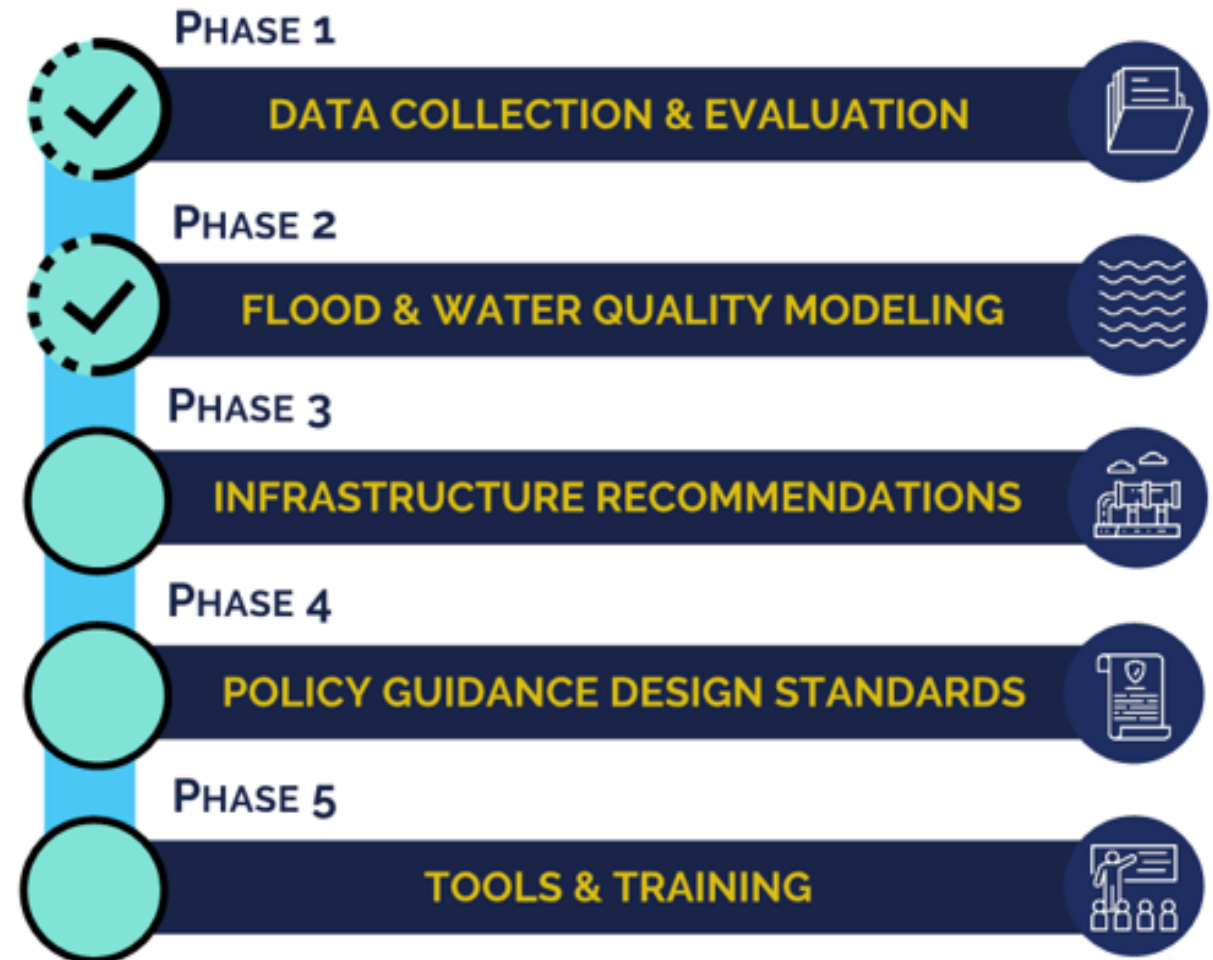 PHASE 1
DATA COLLECTION & EVALUATION
PHASE 2
FLOOD & WATER QUALITY MODELING
PHASE 3
INFRASTRUCTURE RECOMMENDATIONS
PHASE 4
POLICY GUIDANCE DESIGN STANDARDS
PHASE 5
TOOLS & TRAINING